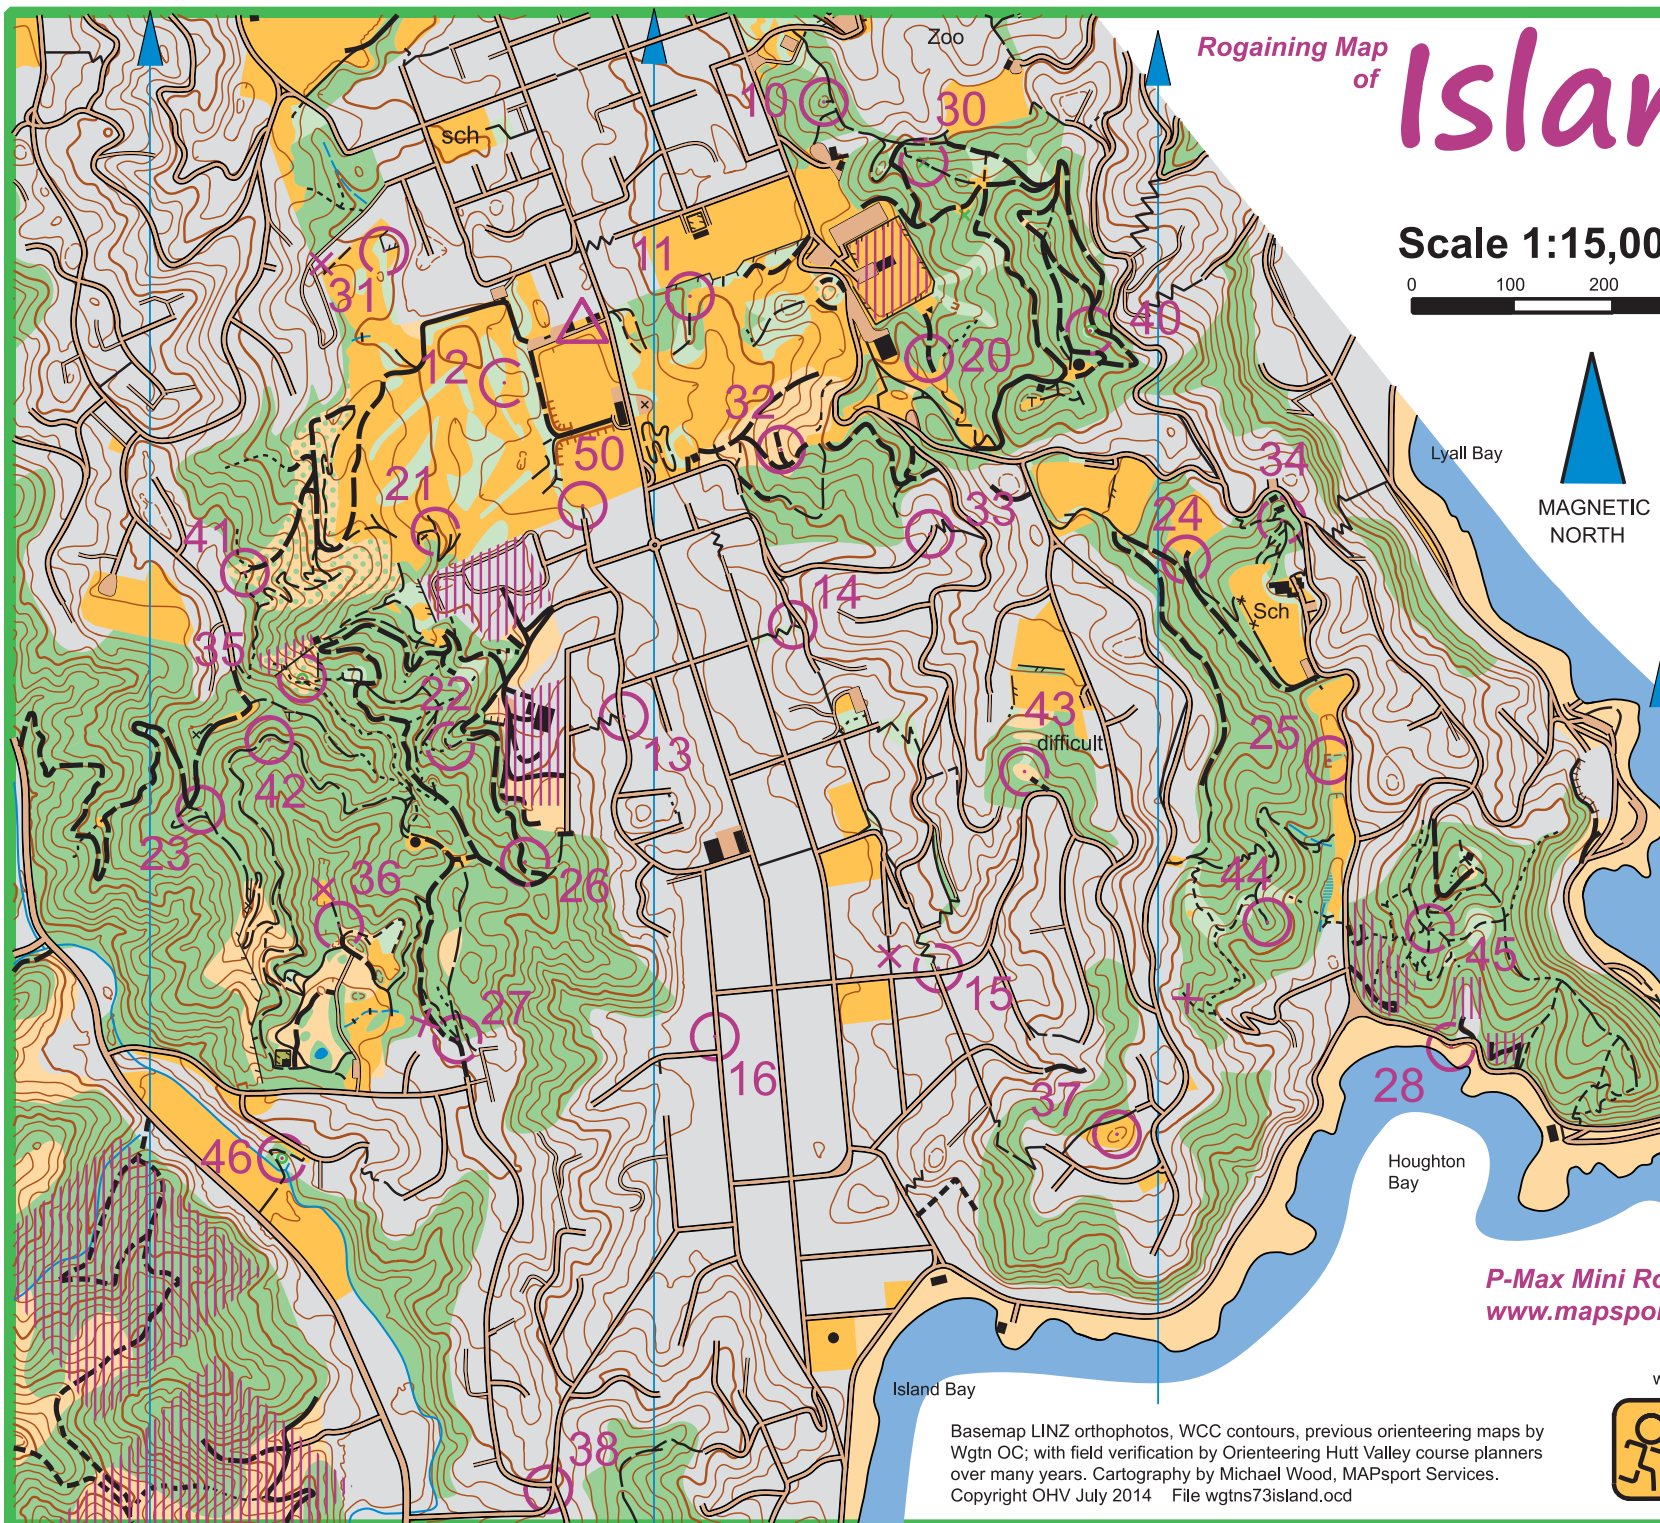 Rogaining Map
of
Islan
Scale 1:15,00
0 100 200
MAGNETIC
NORTH
Zoo
sch
10
30
11
31
12
40
20
32
50
21
33
34
24
41
14
Sch
35
22
43
difficult
25
13
42
23
26
36
44
45
27
15
16
37
28
46
38
Lyall Bay
Houghton
Bay
Island Bay
P-Max Mini Ro
www.mapspor
w
Basemap LINZ orthophotos, WCC contours, previous orienteering maps by
Wgtn OC; with field verification by Orienteering Hutt Valley course planners
over many years. Cartography by Michael Wood, MAPsport Services.
Copyright OHV July 2014 File wgtns73island.ocd